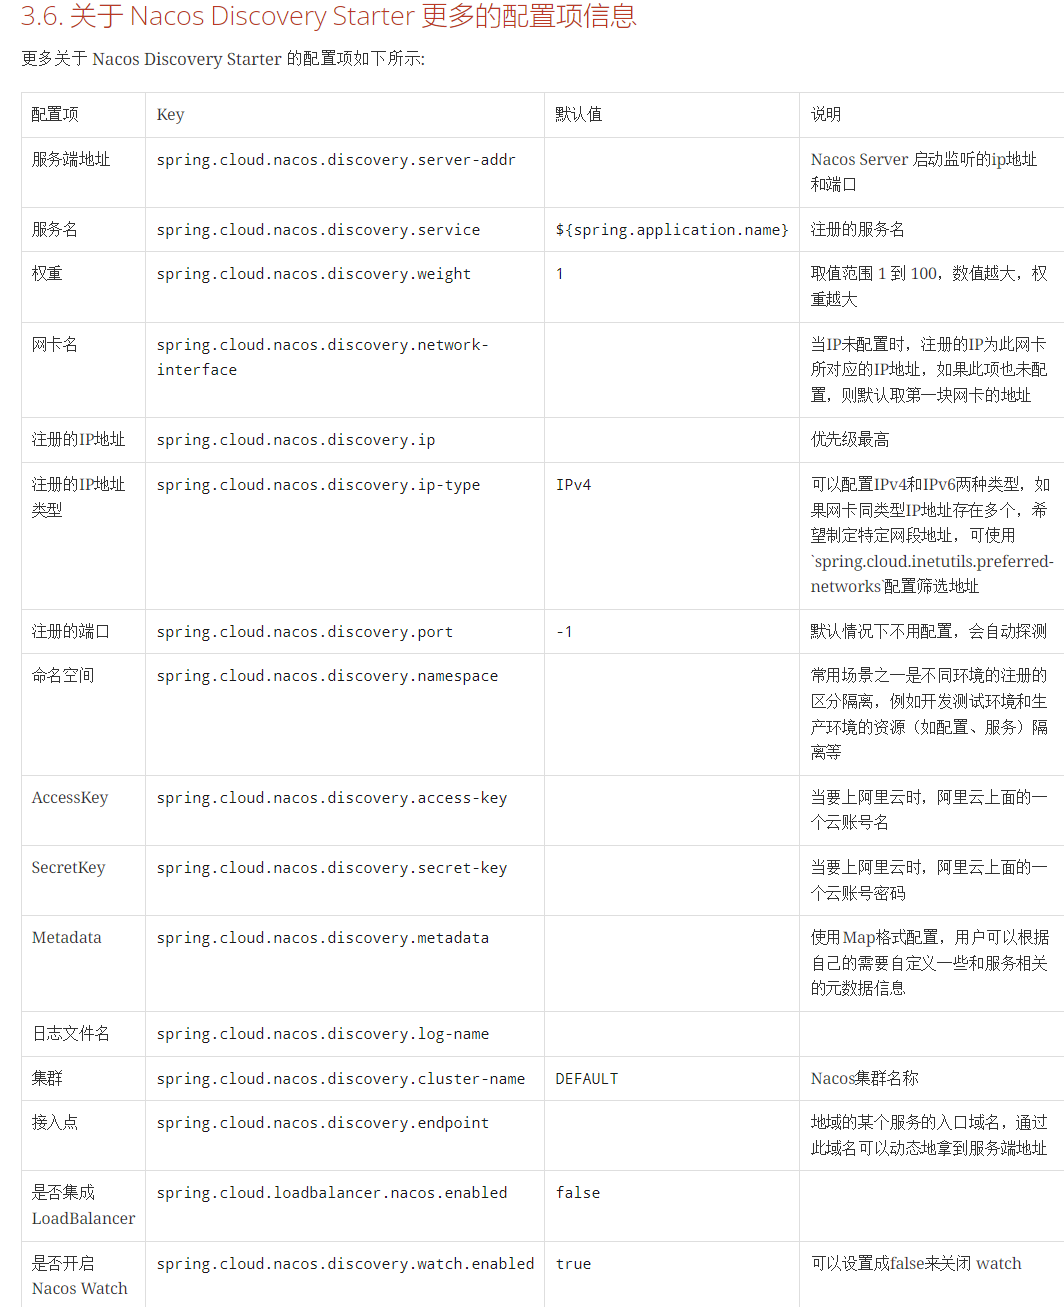 3.6. 关于 Nacos Discovery Starter 更多的配置项信息
更多关于 Nacos Discovery Starter 的配置项如下所示:
配置项 Key 默认值 说明
服务端地址 spring.cloud.nacos.discovery.server-addr Nacos Server 启动监听的ip地址
和端口
服务名 spring.cloud.nacos.discovery.service ${spring.application.name} 注册的服务名
权重 spring.cloud.nacos.discovery.weight 1 取值范围 1 到 100，数值越大，权
重越大
网卡名 spring.cloud.nacos.discovery.network- 当IP未配置时，注册的IP为此网卡
interface 所对应的IP地址，如果此项也未配
置，则默认取第一块网卡的地址
注册的IP地址 spring.cloud.nacos.discovery.ip 优先级最高
注册的IP地址 spring.cloud.nacos.discovery.ip-type IPv4 可以配置IPv4和IPv6两种类型，如
类型 果网卡同类型IP地址存在多个，希
望制定特定网段地址，可使用
`spring.cloud.inetutils.preferred-
networks`配置筛选地址
注册的端口 spring.cloud.nacos.discovery.port -1 默认情况下不用配置，会自动探测
命名空间 spring.cloud.nacos.discovery.namespace 常用场景之一是不同环境的注册的
区分隔离，例如开发测试环境和生
产环境的资源（如配置、服务）隔
离等
AccessKey spring.cloud.nacos.discovery.access-key 当要上阿里云时，阿里云上面的一
个云账号名
SecretKey spring.cloud.nacos.discovery.secret-key 当要上阿里云时，阿里云上面的一
个云账号密码
Metadata spring.cloud.nacos.discovery.metadata 使用Map格式配置，用户可以根据
自己的需要自定义一些和服务相关
的元数据信息
日志文件名 spring.cloud.nacos.discovery.log-name
集群 spring.cloud.nacos.discovery.cluster-name DEFAULT Nacos集群名称
接入点 spring.cloud.nacos.discovery.endpoint 地域的某个服务的入口域名，通过
此域名可以动态地拿到服务端地址
是否集成 spring.cloud.loadbalancer.nacos.enabled false
LoadBalancer
是否开启 spring.cloud.nacos.discovery.watch.enabled true 可以设置成false来关闭 watch
Nacos Watch